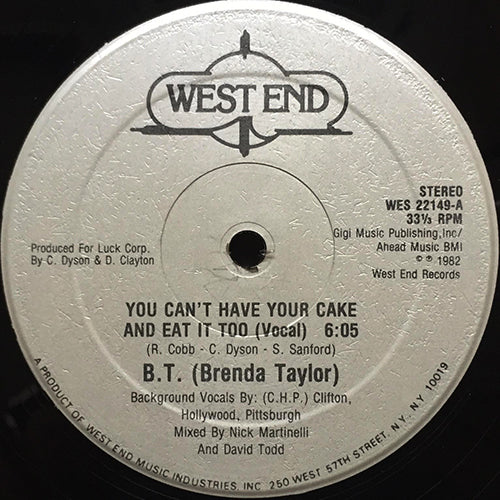 WEST END
STEREO
WES 22149-A
33⅓ RPM
Gigi Music Publishing,Inc/
Ahead Music BMI
© ℗ 1982
West End Records
Produced For Luck Corp.
By C. Dyson & D. Clayton
YOU CAN'T HAVE YOUR CAKE
AND EAT IT TOO (Vocal) 6:05
(R. Cobb - C. Dyson - S. Sanford)
B.T. (Brenda Taylor)
Background Vocals By: (C.H.P.) Clifton,
Hollywood, Pittsburgh
Mixed By Nick Martinelli
And David Todd
A PRODUCT OF WEST END MUSIC INDUSTRIES, INC 250 WEST 57TH STREET, N.Y. N.Y. 10019